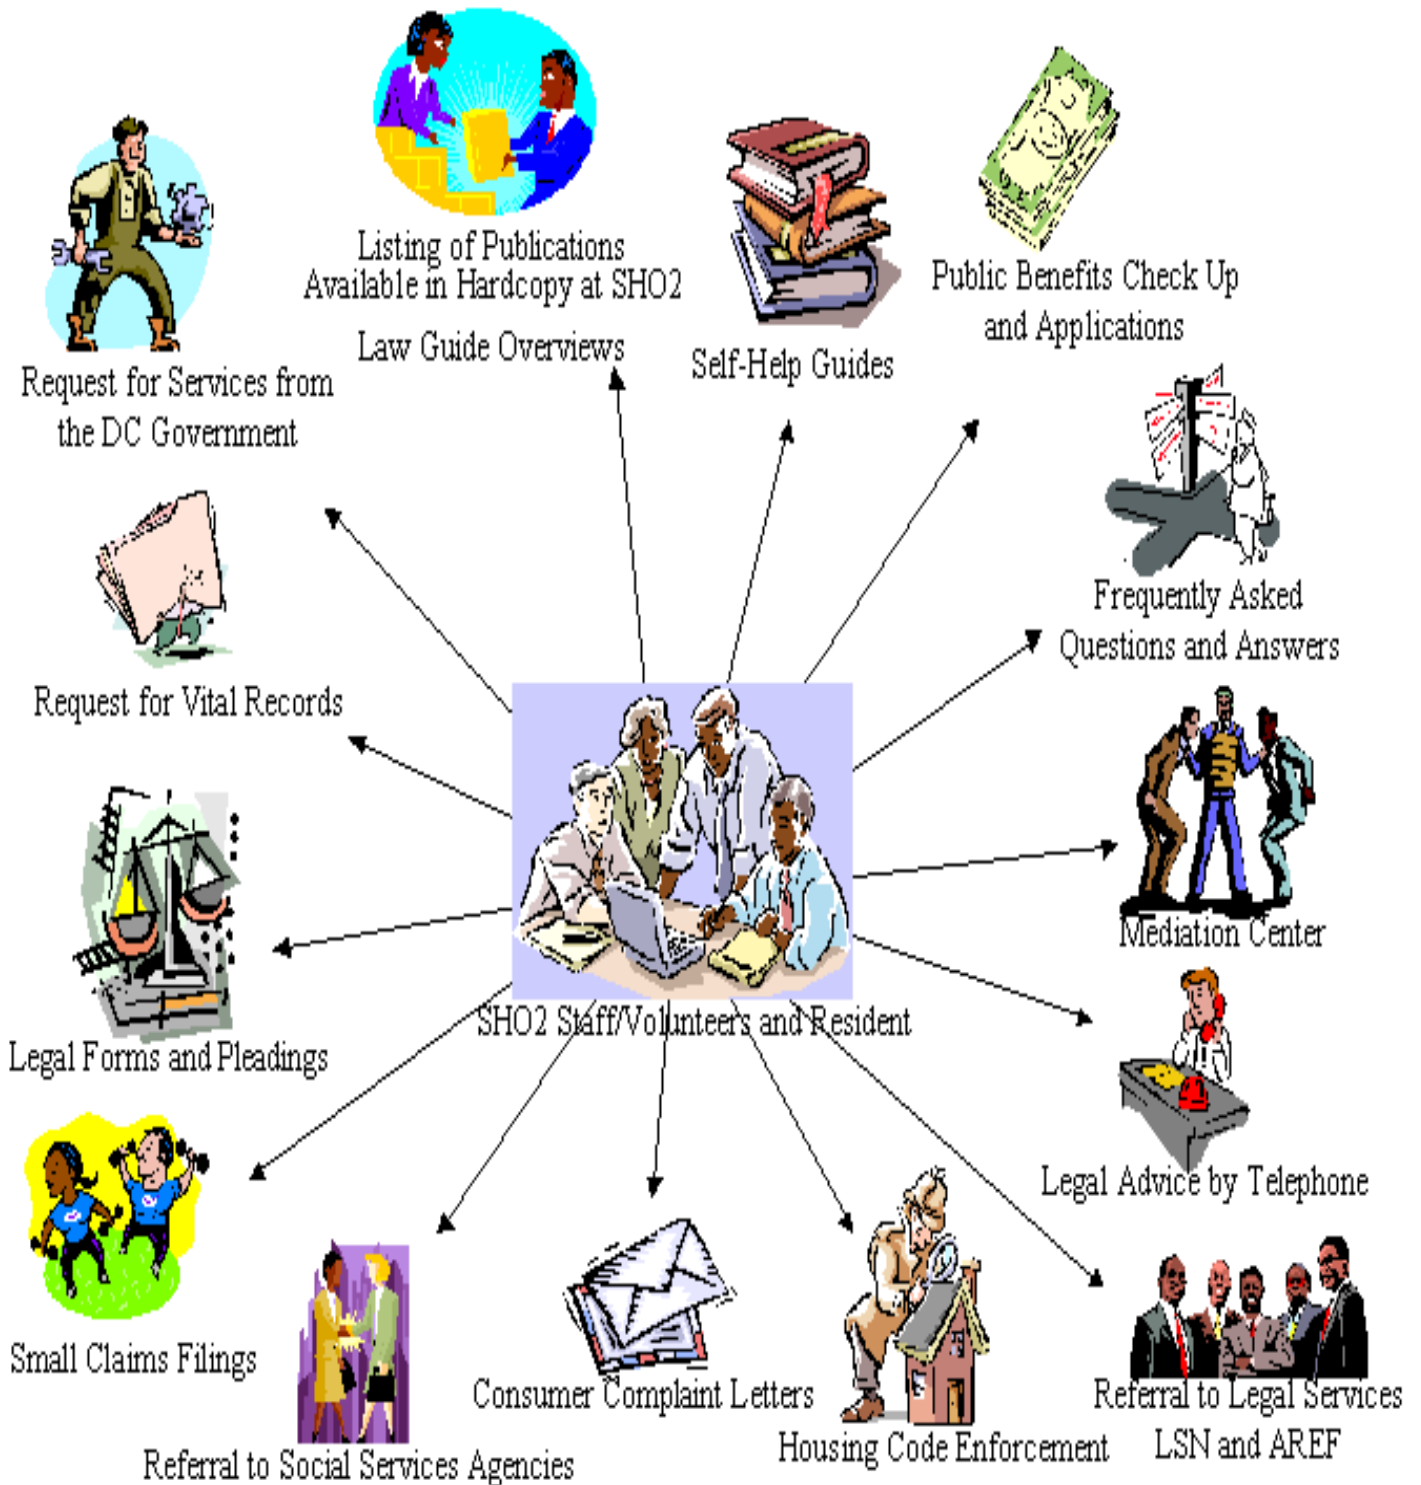 Listing of Publications
Available in Hardcopy at SHO2
Law Guide Overviews
Self-Help Guides
Public Benefits Check Up
and Applications
Request for Services from
the DC Government
Frequently Asked
Questions and Answers
Request for Vital Records
Mediation Center
SHO2 Staff/Volunteers and Resident
Legal Forms and Pleadings
Legal Advice by Telephone
Small Claims Filings
Consumer Complaint Letters
Referral to Legal Services
LSN and AREF
Housing Code Enforcement
Referral to Social Services Agencies